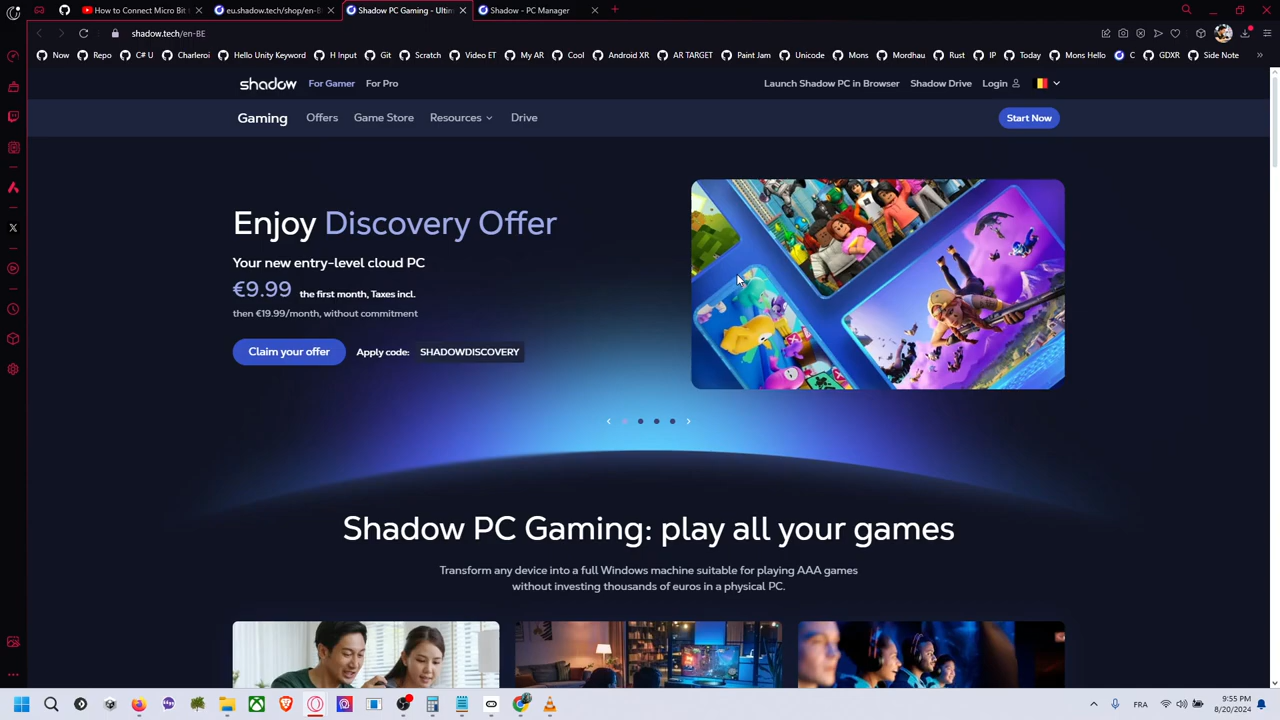 How to Connect Micro Bit
eu.shadow.tech/shop/en-B
Shadow PC Gaming - Ultim
Shadow - PC Manager
shadow.tech/en-BE
Now
Repo
C# U
Charleroi
Hello Unity Keyword
H Input
Git
Scratch
Video ET
My AR
Cool
Android XR
AR TARGET
Paint Jam
Unicode
Mons
Mordhau
Rust
IP
Today
Mons Hello
C
GDXR
Side Note
shadow
For Gamer
For Pro
Launch Shadow PC in Browser
Shadow Drive
Login
Gaming
Offers
Game Store
Resources
Drive
Start Now
Enjoy Discovery Offer
Your new entry-level cloud PC
€9.99 the first month, Taxes incl.
then €19.99/month, without commitment
Claim your offer
Apply code: SHADOWDISCOVERY
Shadow PC Gaming: play all your games
Transform any device into a full Windows machine suitable for playing AAA games
without investing thousands of euros in a physical PC.
FRA
9:55 PM
8/20/2024